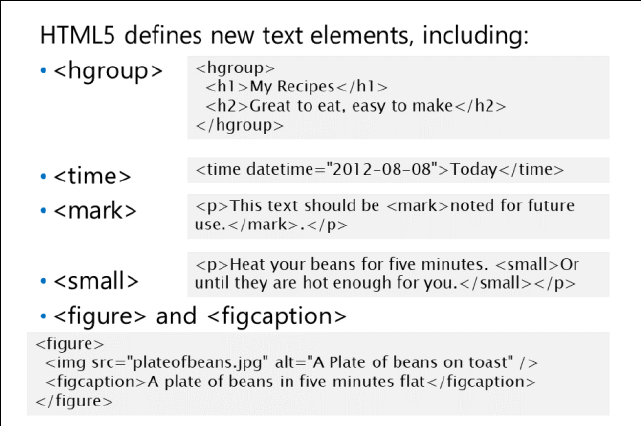 HTML5 defines new text elements, including:
• <hgroup>
<hgroup>
<h1>My Recipes</h1>
<h2>Great to eat, easy to make</h2>
</hgroup>
• <time>
<time datetime="2012-08-08">Today</time>
• <mark>
<p>This text should be <mark>noted for future
use.</mark>.</p>
• <small>
<p>Heat your beans for five minutes. <small>Or
until they are hot enough for you.</small></p>
• <figure> and <figcaption>
<figure>
<img src="plateofbeans.jpg" alt="A Plate of beans on toast" />
<figcaption>A plate of beans in five minutes flat</figcaption>
</figure>